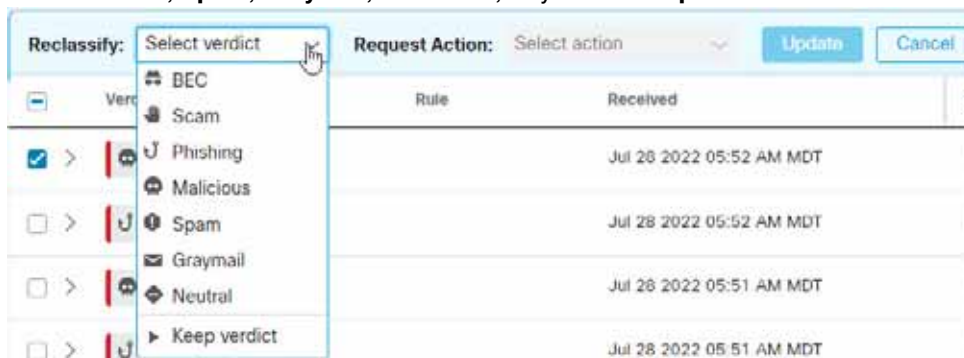 Reclassify: Select verdict Request Action: Select action Update Cancel
Verd Rule Received
BEC
Scam
Phishing
Malicious
Spam
Graymail
Neutral
Keep verdict
Jul 28 2022 05:52 AM MDT
Jul 28 2022 05:52 AM MDT
Jul 28 2022 05:51 AM MDT
Jul 28 2022 05:51 AM MDT